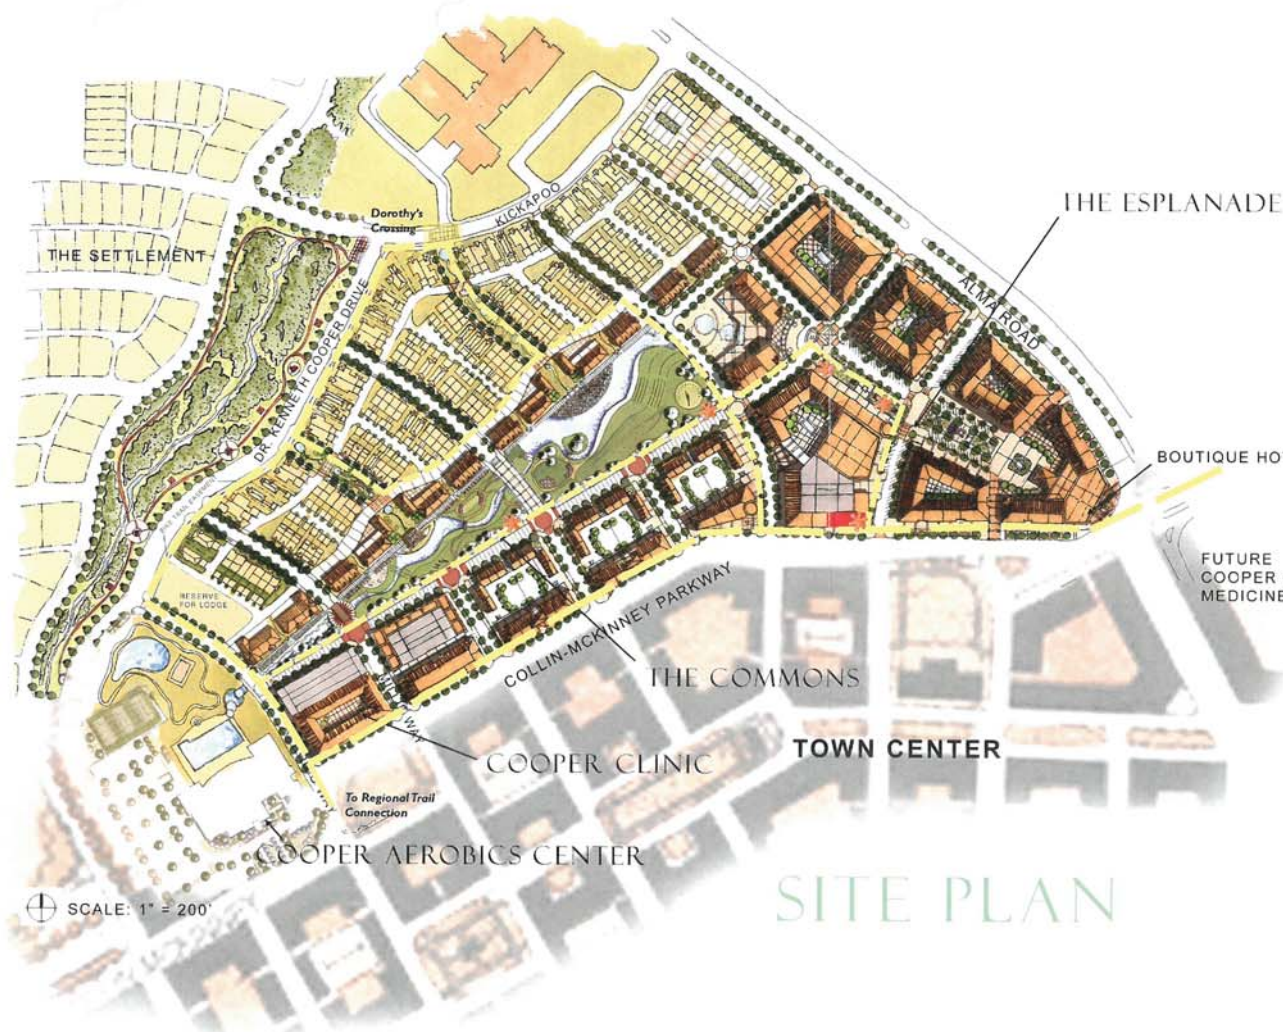 THE ESPLANADE
KICKAPOO
Dorothy's
Crossing
THE SETTLEMENT
ALMA ROAD
DR. KENNETH COOPER DRIVE
BOUTIQUE HO
FUTURE
COOPER
MEDICINE
RESERVE
FOR LODGE
COLLIN-MCKINNEY PARKWAY
THE COMMONS
WAY
COOPER CLINIC
TOWN CENTER
To Regional Trail
Connection
COOPER AEROBICS CENTER
SCALE: 1" = 200'
SITE PLAN